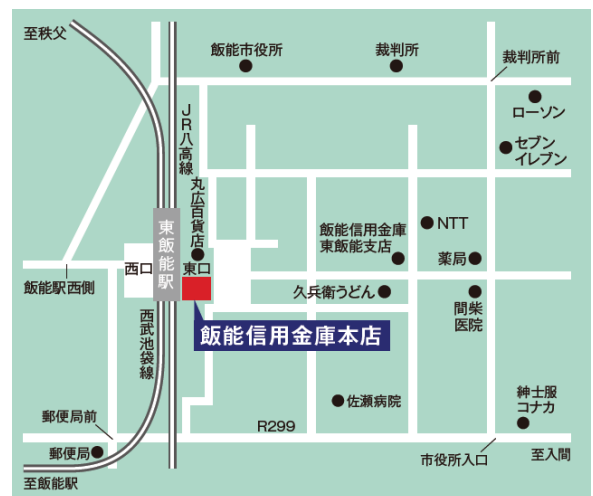 至秩父
飯能市役所
裁判所
裁判所前
ローソン
JR八高線
セブン
イレブン
丸広百貨店
東飯能駅
飯能信用金庫
東飯能支店
NTT
薬局
西口
東口
飯能駅西側
久兵衛うどん
間柴
医院
西武池袋線
飯能信用金庫本店
紳士服
コナカ
佐瀬病院
郵便局前
R299
郵便局
市役所入口
至入間
至飯能駅